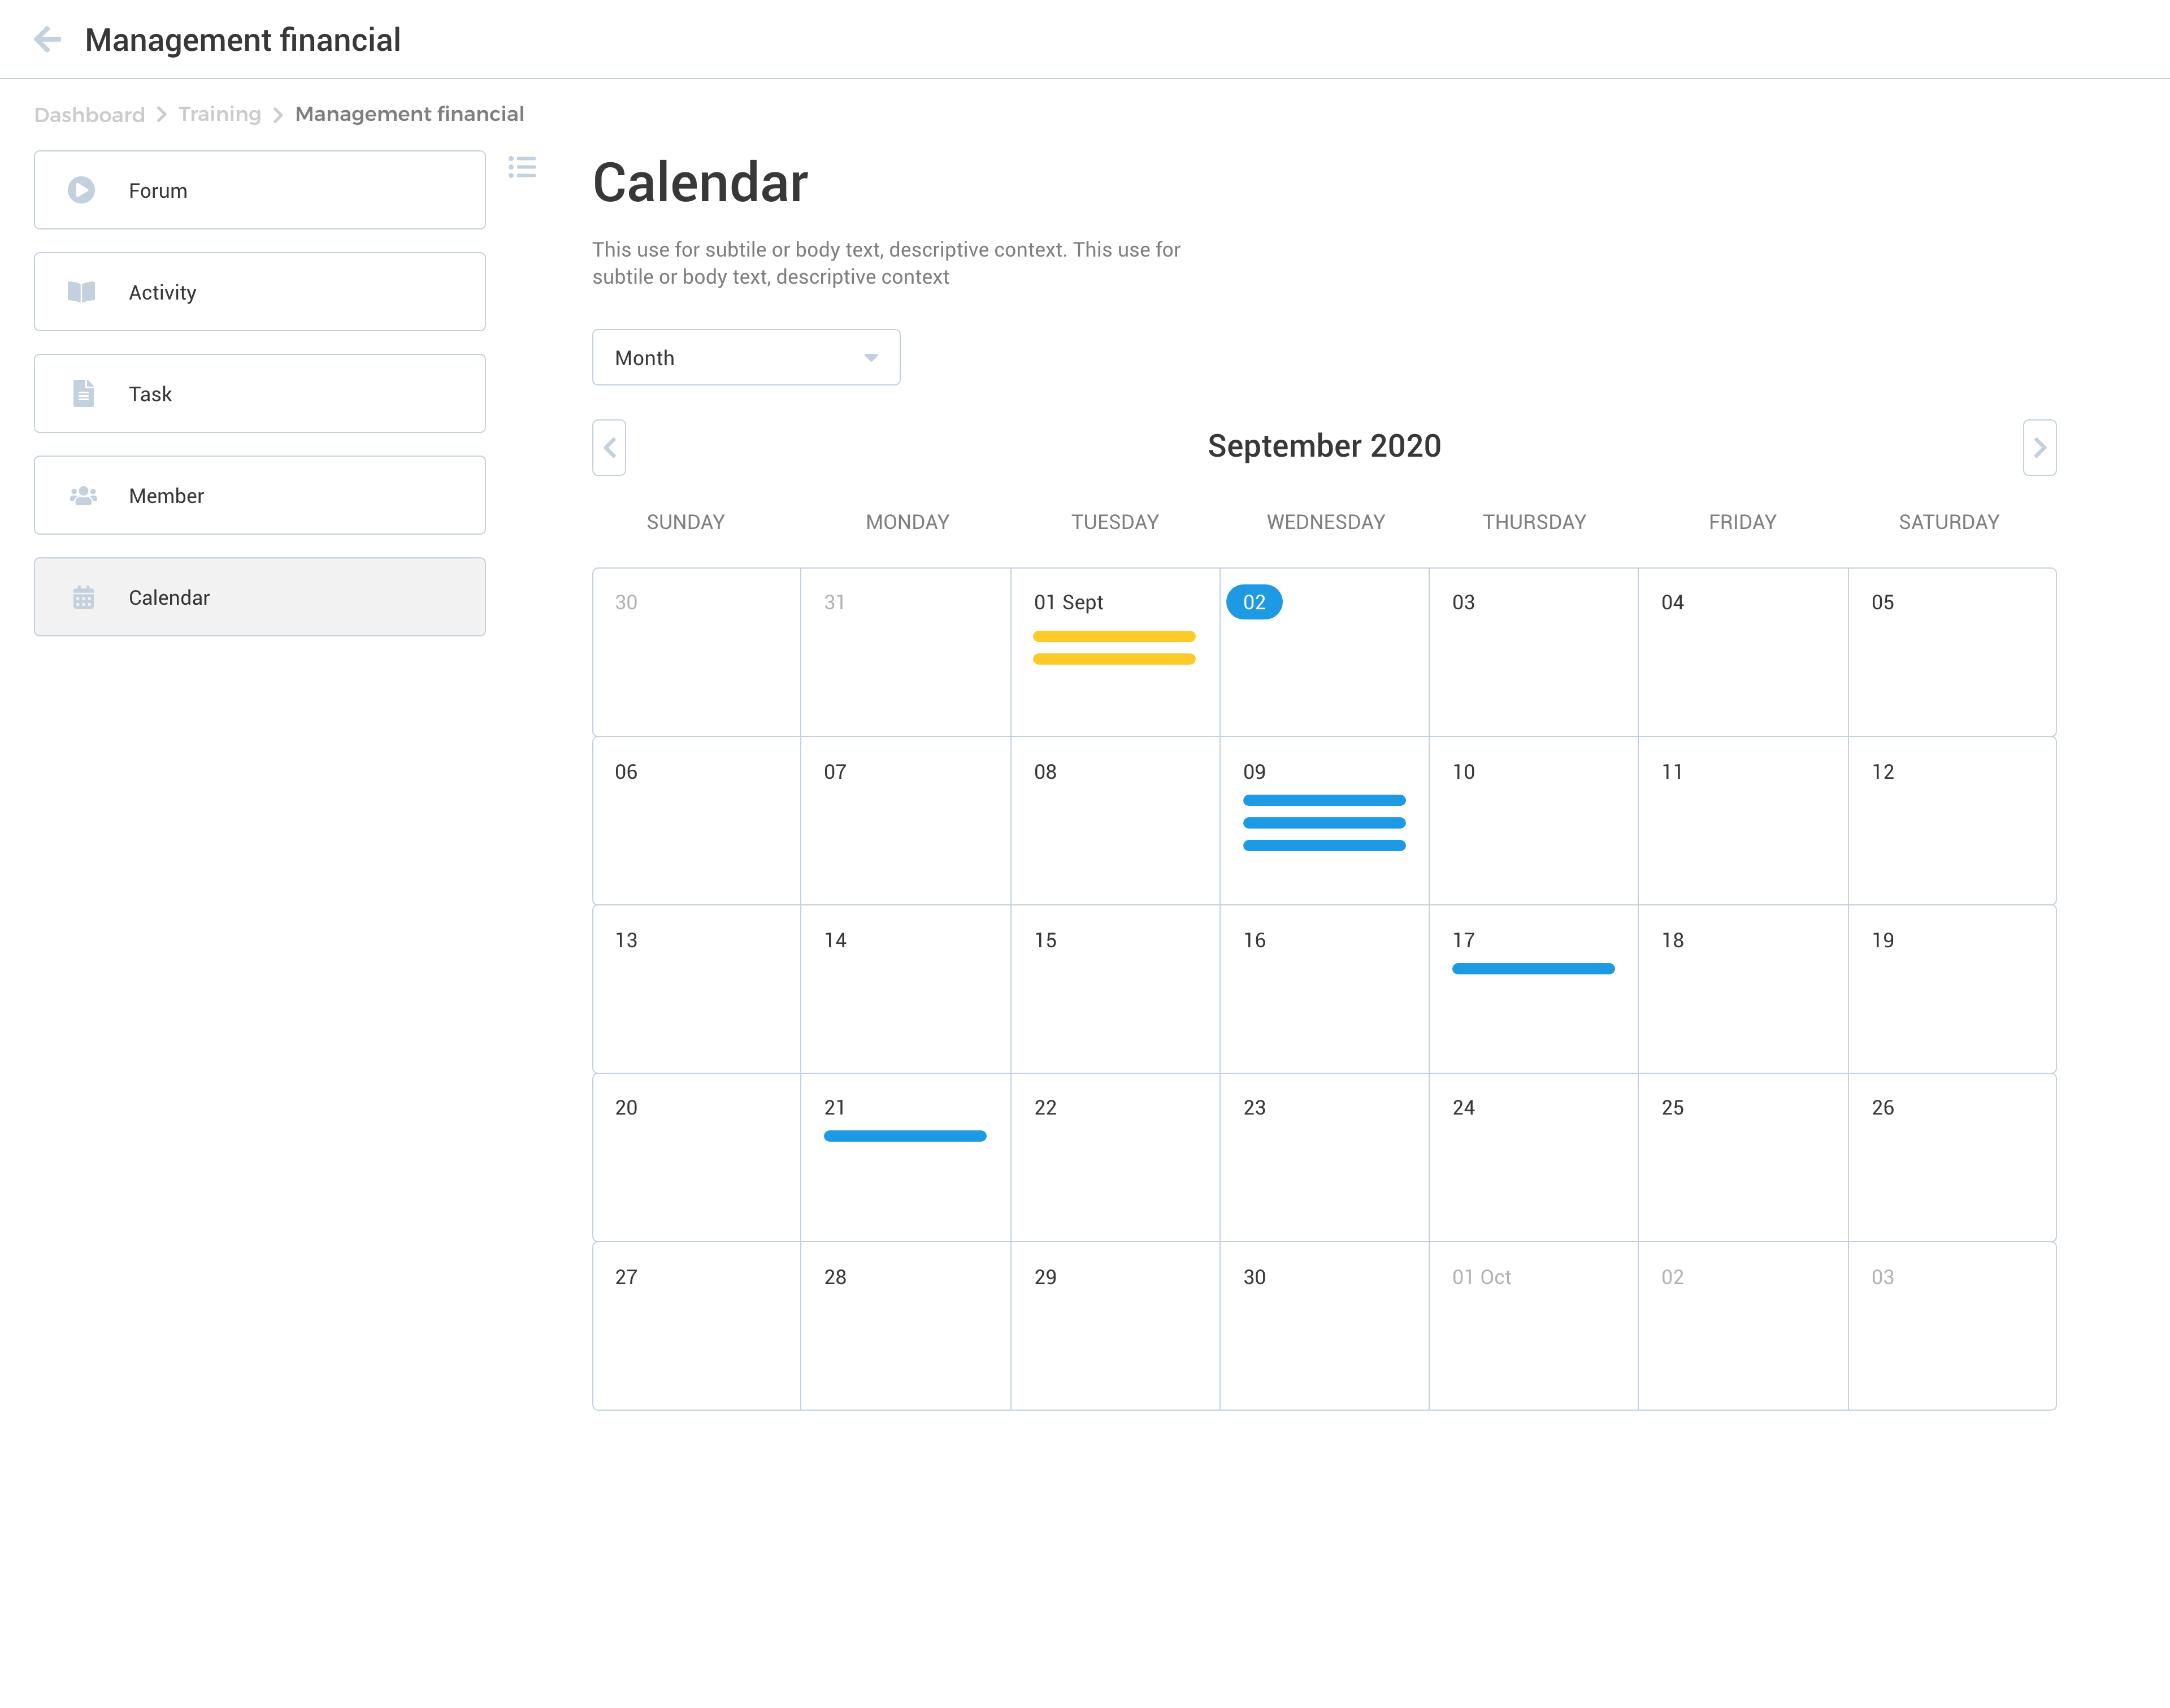 Management financial
Dashboard Training Management financial
Forum
Activity
Task
Member
Calendar
Calendar
This use for subtile or body text, descriptive context. This use for
subtile or body text, descriptive context
Month
September 2020
SUNDAY MONDAY TUESDAY WEDNESDAY THURSDAY FRIDAY SATURDAY
30 31 01 Sept 02 03 04 05
06 07 08 09 10 11 12
13 14 15 16 17 18 19
20 21 22 23 24 25 26
27 28 29 30 01 Oct 02 03